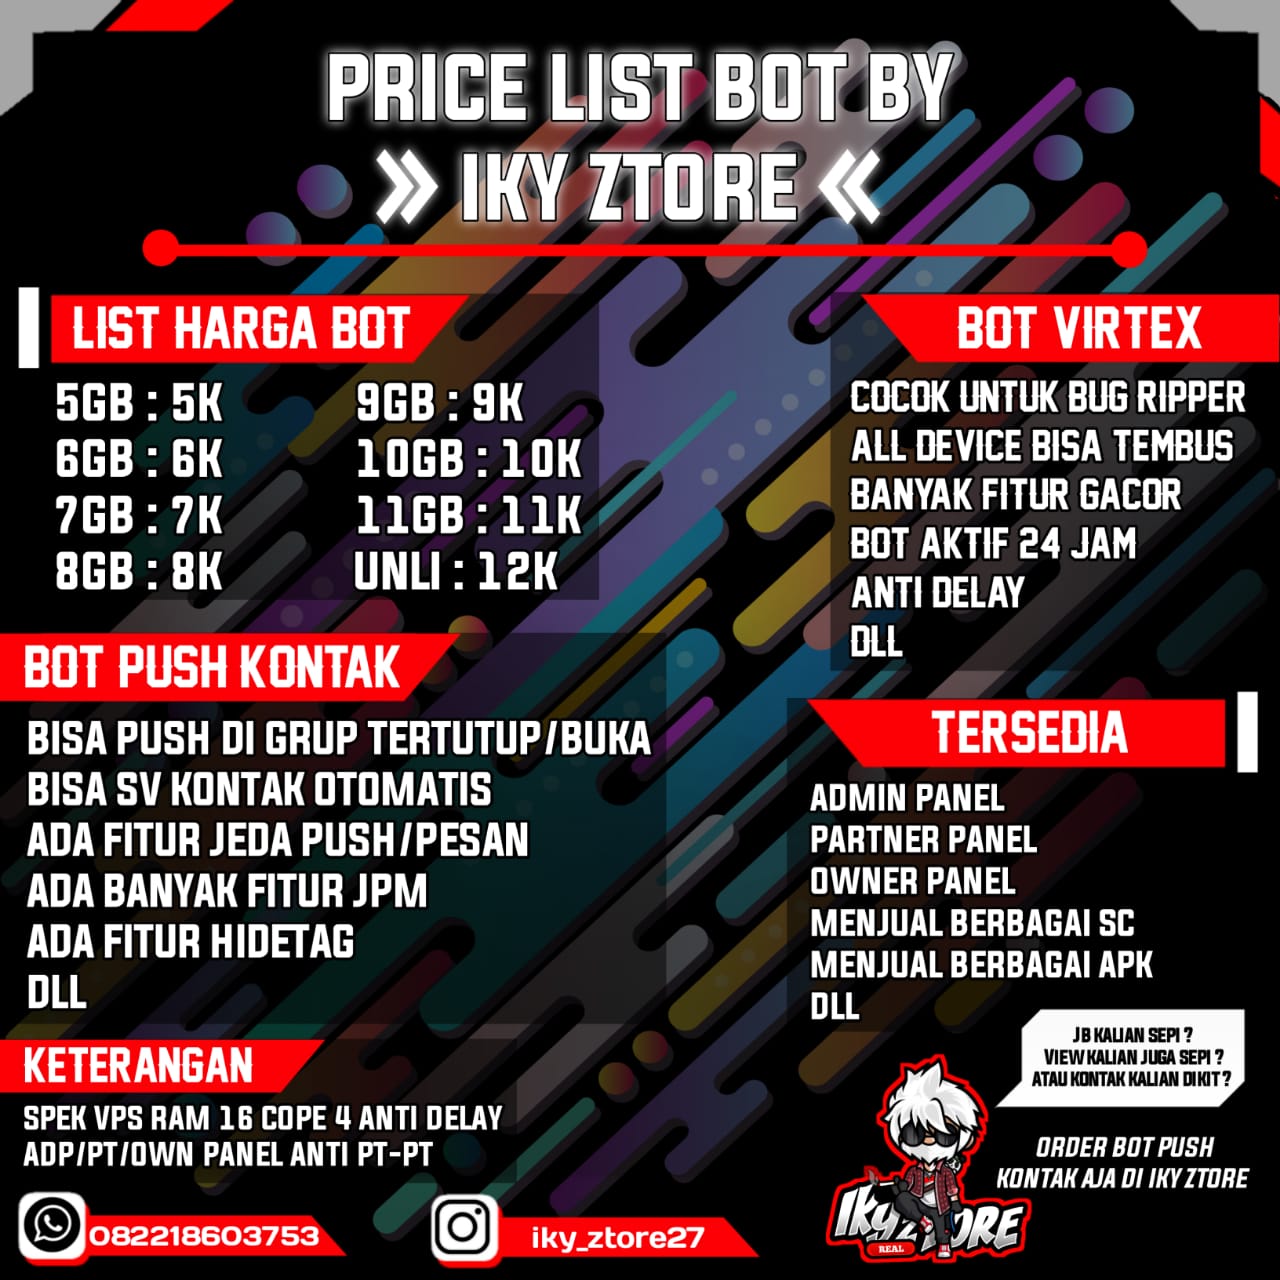 PRICE LIST BOT BY
» IKY ZTORE «
LIST HARGA BOT
5GB : 5K
6GB : 6K
7GB : 7K
8GB : 8K
9GB : 9K
10GB : 10K
11GB : 11K
UNLI : 12K
BOT VIRTEX
COCOK UNTUK BUG RIPPER
ALL DEVICE BISA TEMBUS
BANYAK FITUR GACOR
BOT AKTIF 24 JAM
ANTI DELAY
DLL
BOT PUSH KONTAK
BISA PUSH DI GRUP TERTUTUP/BUKA
BISA SV KONTAK OTOMATIS
ADA FITUR JEDA PUSH/PESAN
ADA BANYAK FITUR JPM
ADA FITUR HIDETAG
DLL
TERSEDIA
ADMIN PANEL
PARTNER PANEL
OWNER PANEL
MENJUAL BERBAGAI SC
MENJUAL BERBAGAI APK
DLL
KETERANGAN
SPEK VPS RAM 16 COPE 4 ANTI DELAY
ADP/PT/OWN PANEL ANTI PT-PT
JB KALIAN SEPI ?
VIEW KALIAN JUGA SEPI ?
ATAU KONTAK KALIAN DIKIT?
ORDER BOT PUSH
KONTAK AJA DI IKY ZTORE
IKY ZTORE
REAL
082218603753
iky_ztore27